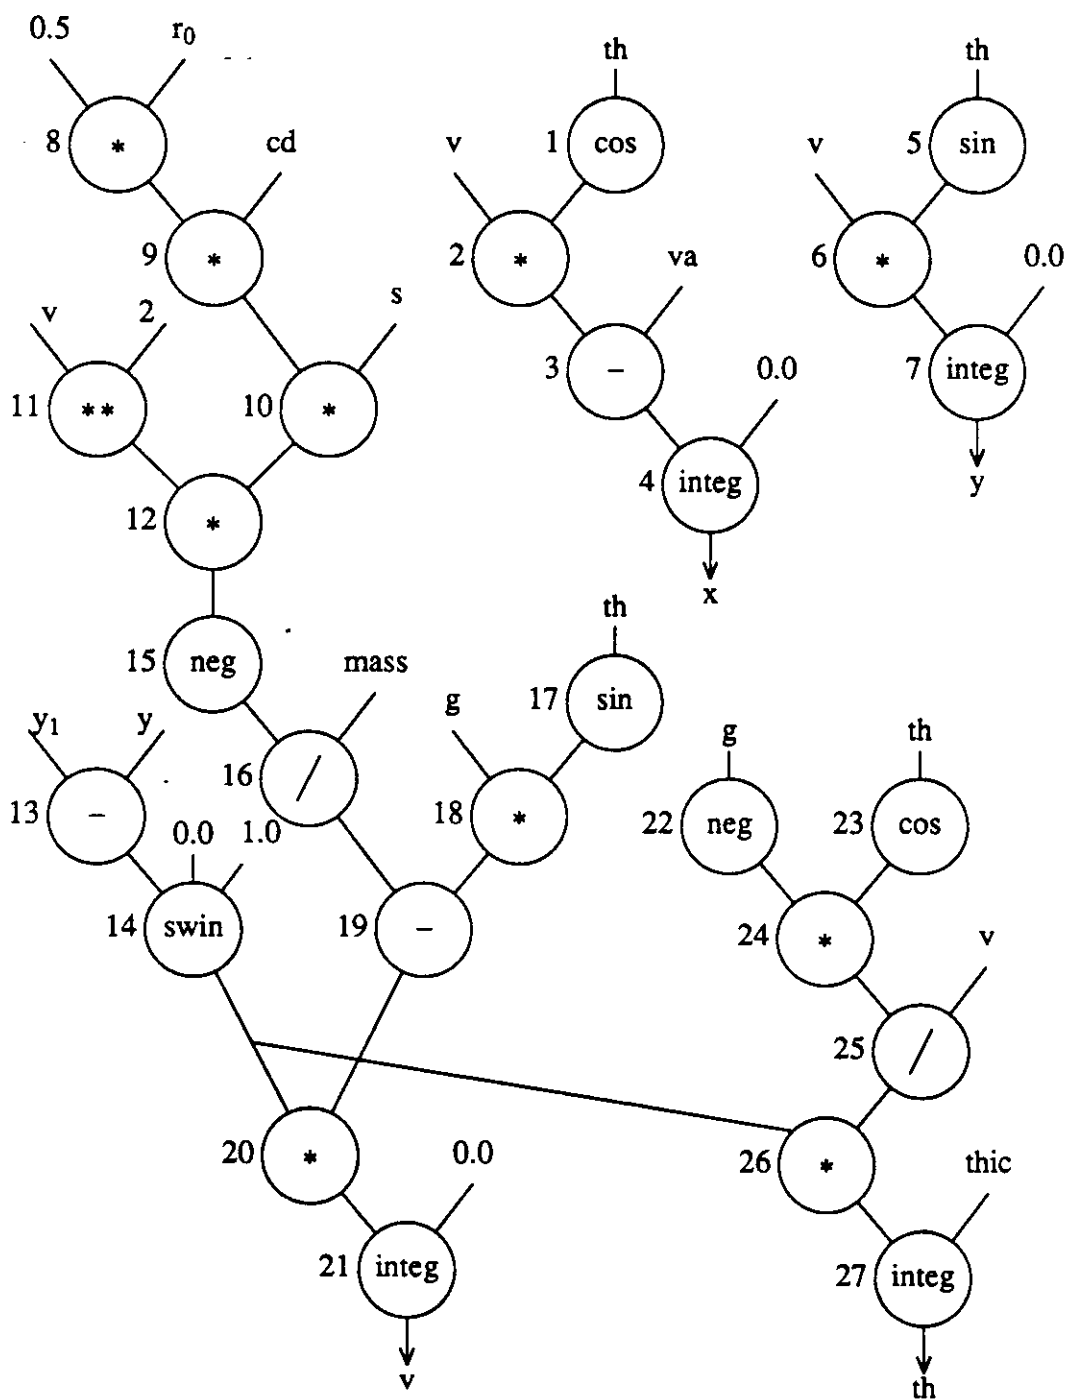 0.5 r₀ th th
8 * cd v 1 cos v 5 sin
9 * 2 * va 6 * 0.0
v 2 s
3 − 0.0 7 integ
11 ** 10 *
4 integ y
12 *
x
th
15 neg mass
17 sin
y₁ y g g th
16 /
13 − 18 * 22 neg 23 cos
0.0 1.0
14 swin 19 − 24 * v
25 /
20 * 0.0 26 * thic
21 integ 27 integ
v th